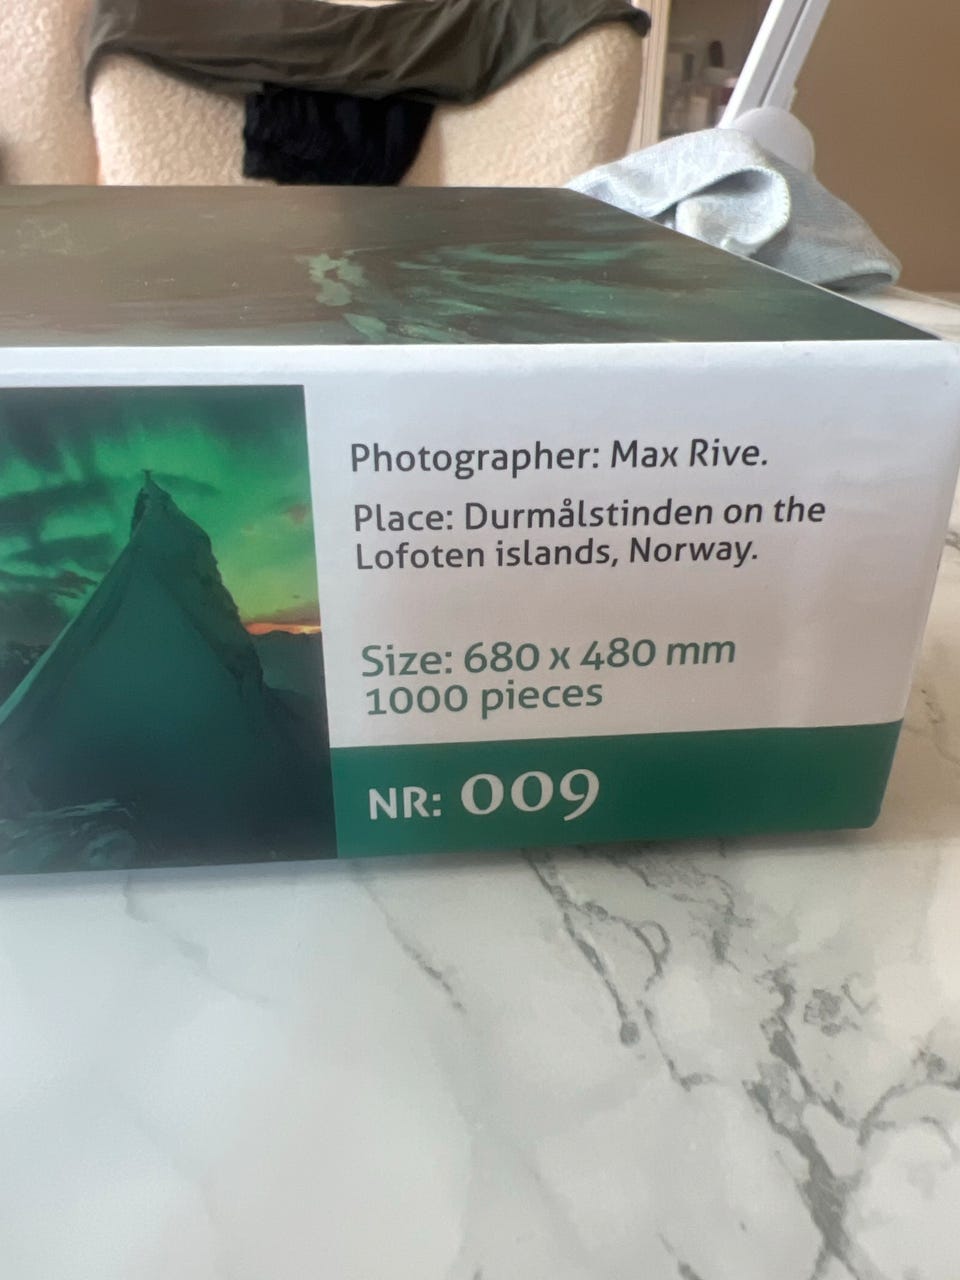 Photographer: Max Rive.
Place: Durmålstinden on the
Lofoten islands, Norway.
Size: 680 x 480 mm
1000 pieces
NR: 009